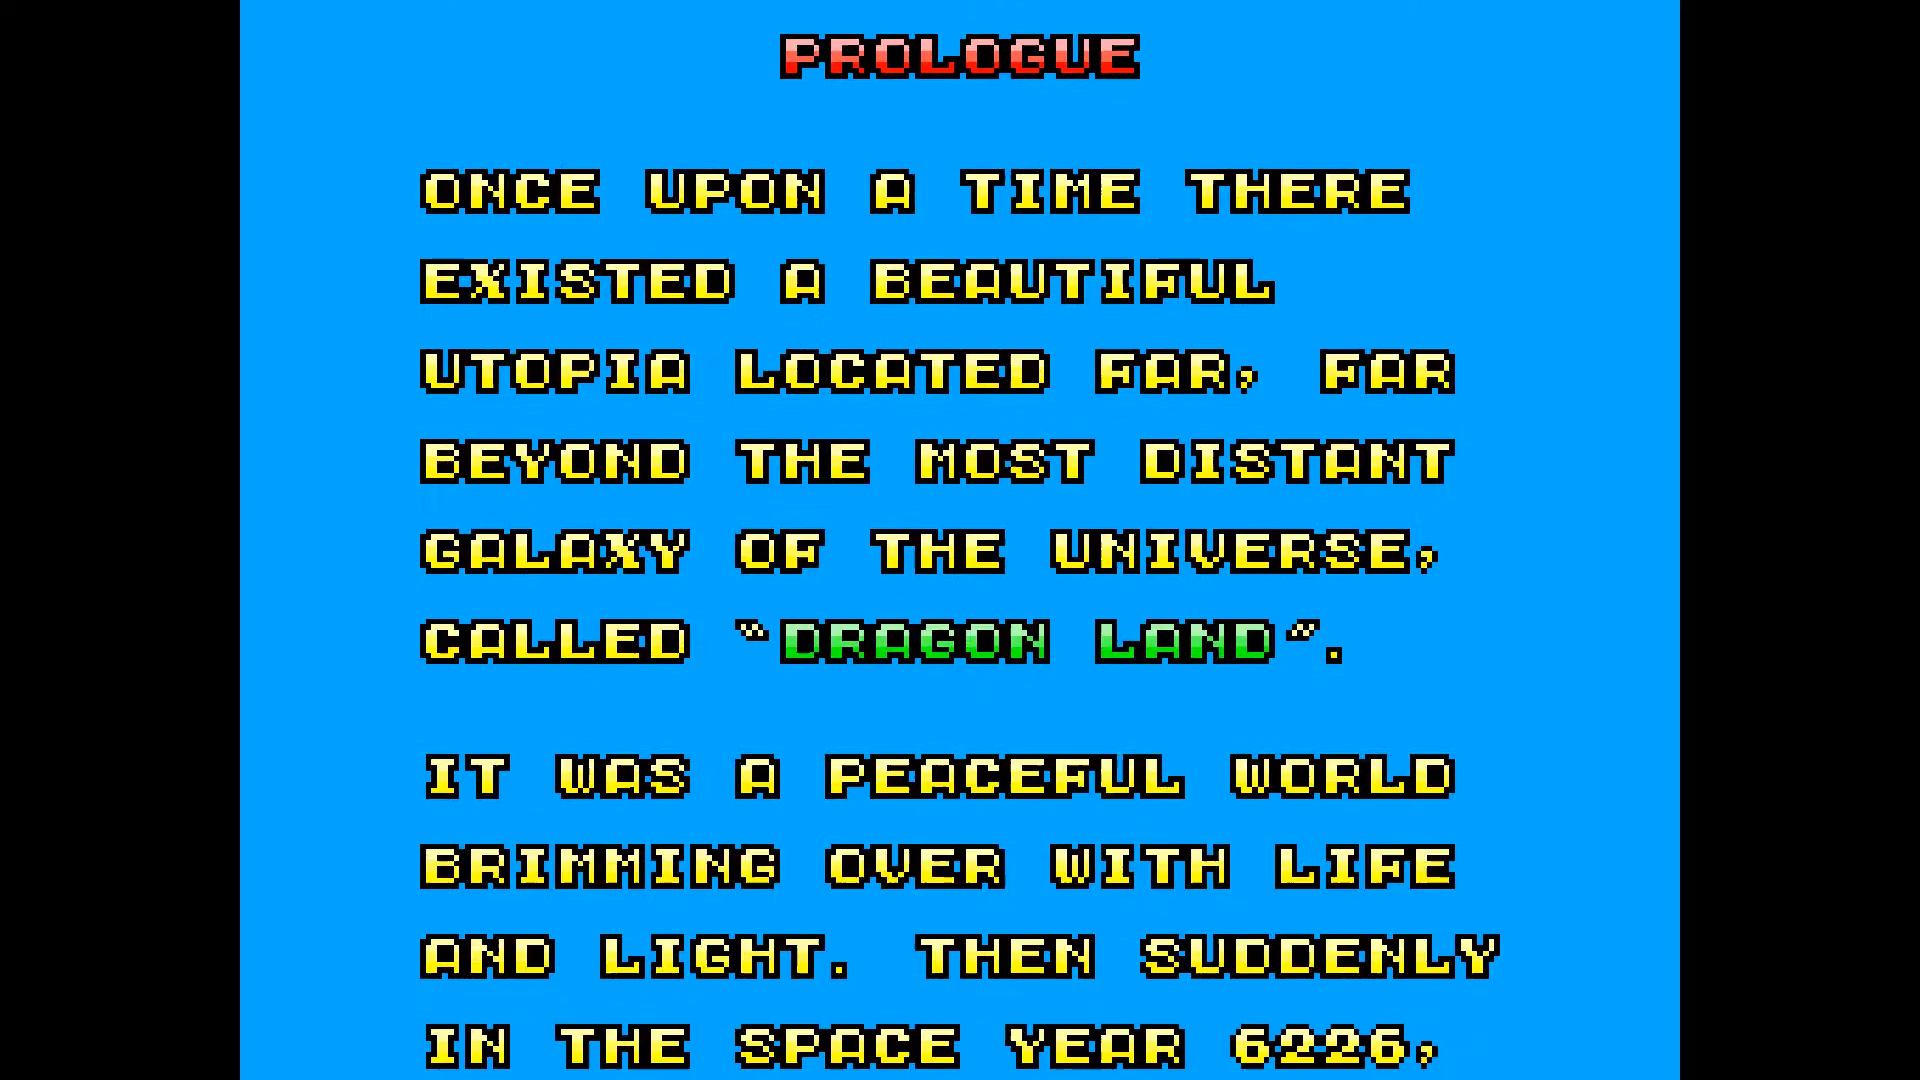 PROLOGUE
ONCE UPON A TIME THERE
EXISTED A BEAUTIFUL
UTOPIA LOCATED FAR, FAR
BEYOND THE MOST DISTANT
GALAXY OF THE UNIVERSE,
CALLED “DRAGON LAND”.
IT WAS A PEACEFUL WORLD
BRIMMING OVER WITH LIFE
AND LIGHT. THEN SUDDENLY
IN THE SPACE YEAR 6226,